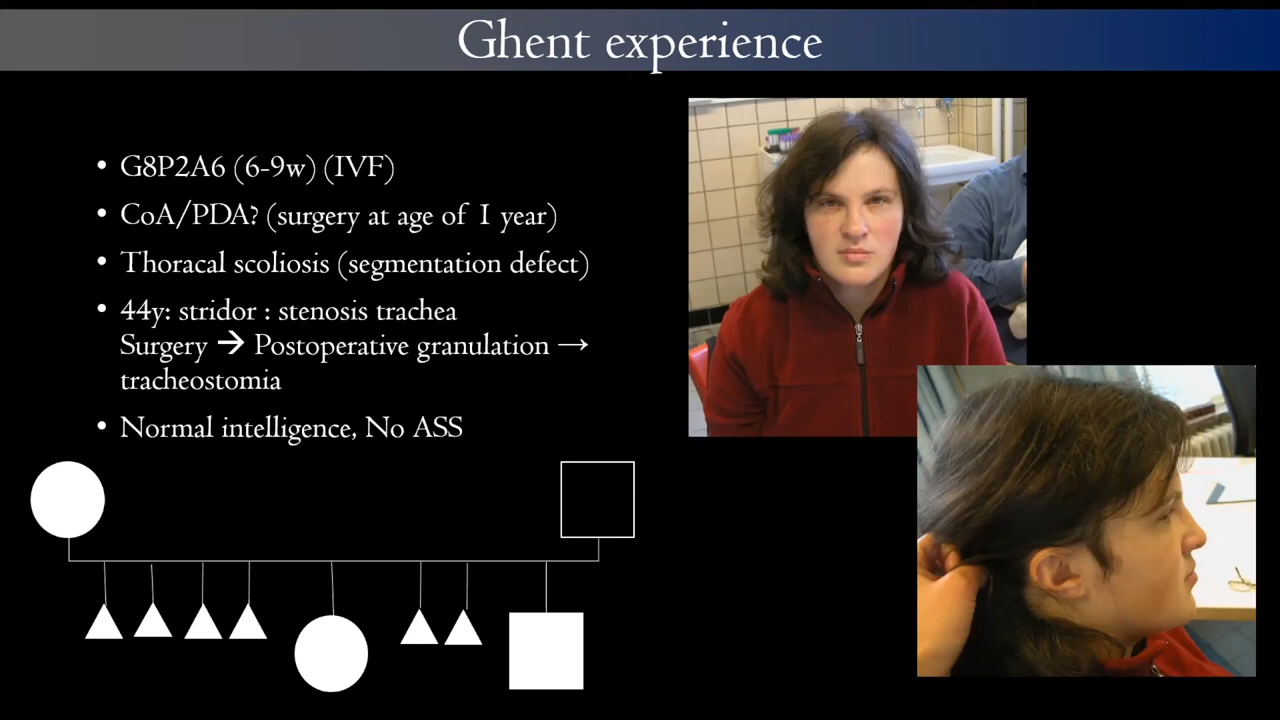 Ghent experience
• G8P2A6 (6-9w) (IVF)
• CoA/PDA? (surgery at age of 1 year)
• Thoracal scoliosis (segmentation defect)
• 44y: stridor : stenosis trachea
Surgery → Postoperative granulation →
tracheostomia
• Normal intelligence, No ASS